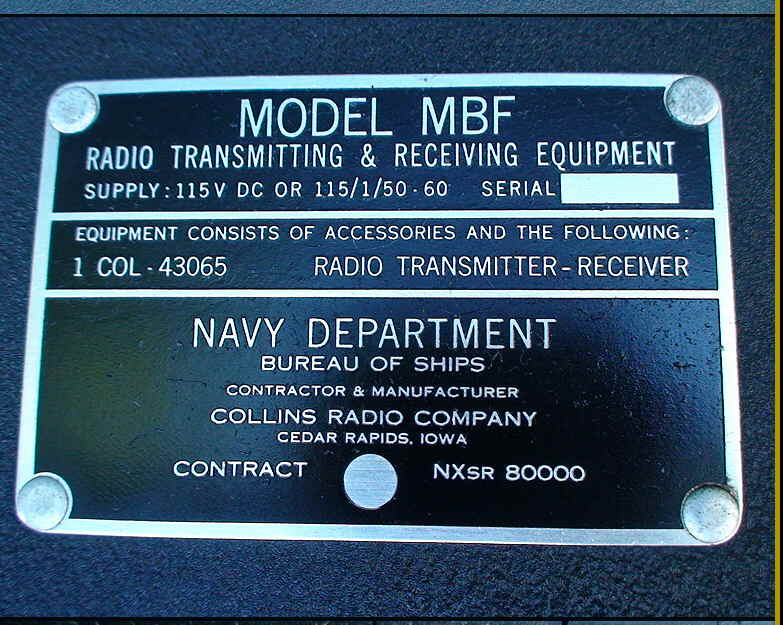 MODEL MBF
RADIO TRANSMITTING & RECEIVING EQUIPMENT
SUPPLY: 115V DC OR 115/1/50-60 SERIAL
EQUIPMENT CONSISTS OF ACCESSORIES AND THE FOLLOWING:
1 COL-43065 RADIO TRANSMITTER-RECEIVER
NAVY DEPARTMENT
BUREAU OF SHIPS
CONTRACTOR & MANUFACTURER
COLLINS RADIO COMPANY
CEDAR RAPIDS, IOWA
CONTRACT NXSR 80000